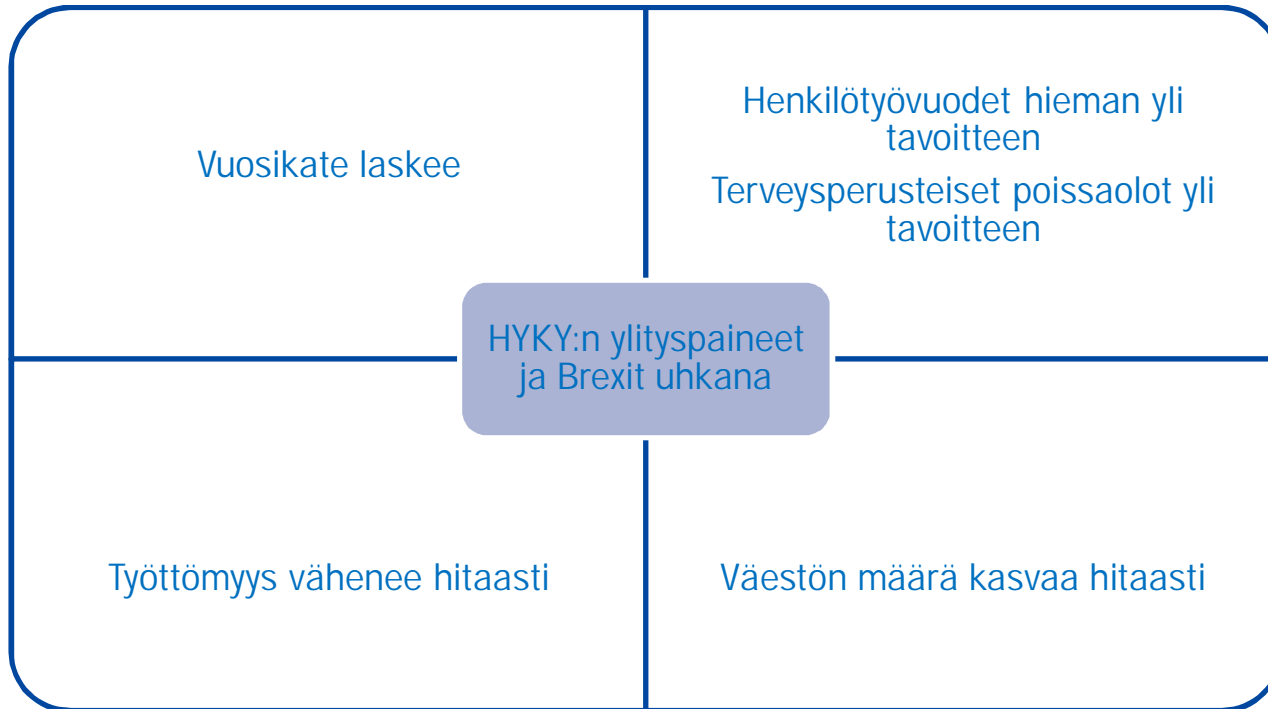 Vuosikate laskee
Henkilötyövuodet hieman yli
tavoitteen
Terveysperusteiset poissaolot yli
tavoitteen
HYKY:n ylityspaineet
ja Brexit uhkana
Työttömyys vähenee hitaasti
Väestön määrä kasvaa hitaasti